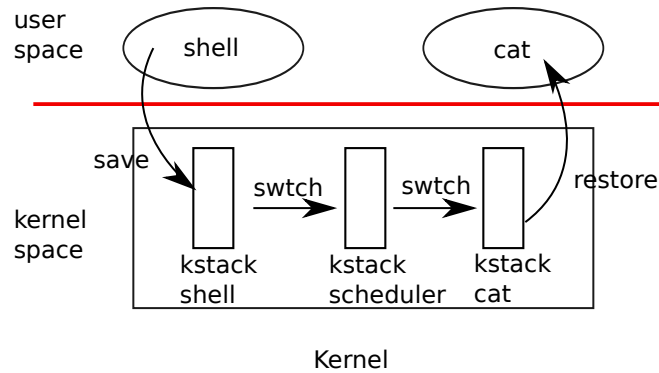 user
space
shell
cat
save
swtch
swtch
restore
kernel
space
kstack
shell
kstack
scheduler
kstack
cat
Kernel